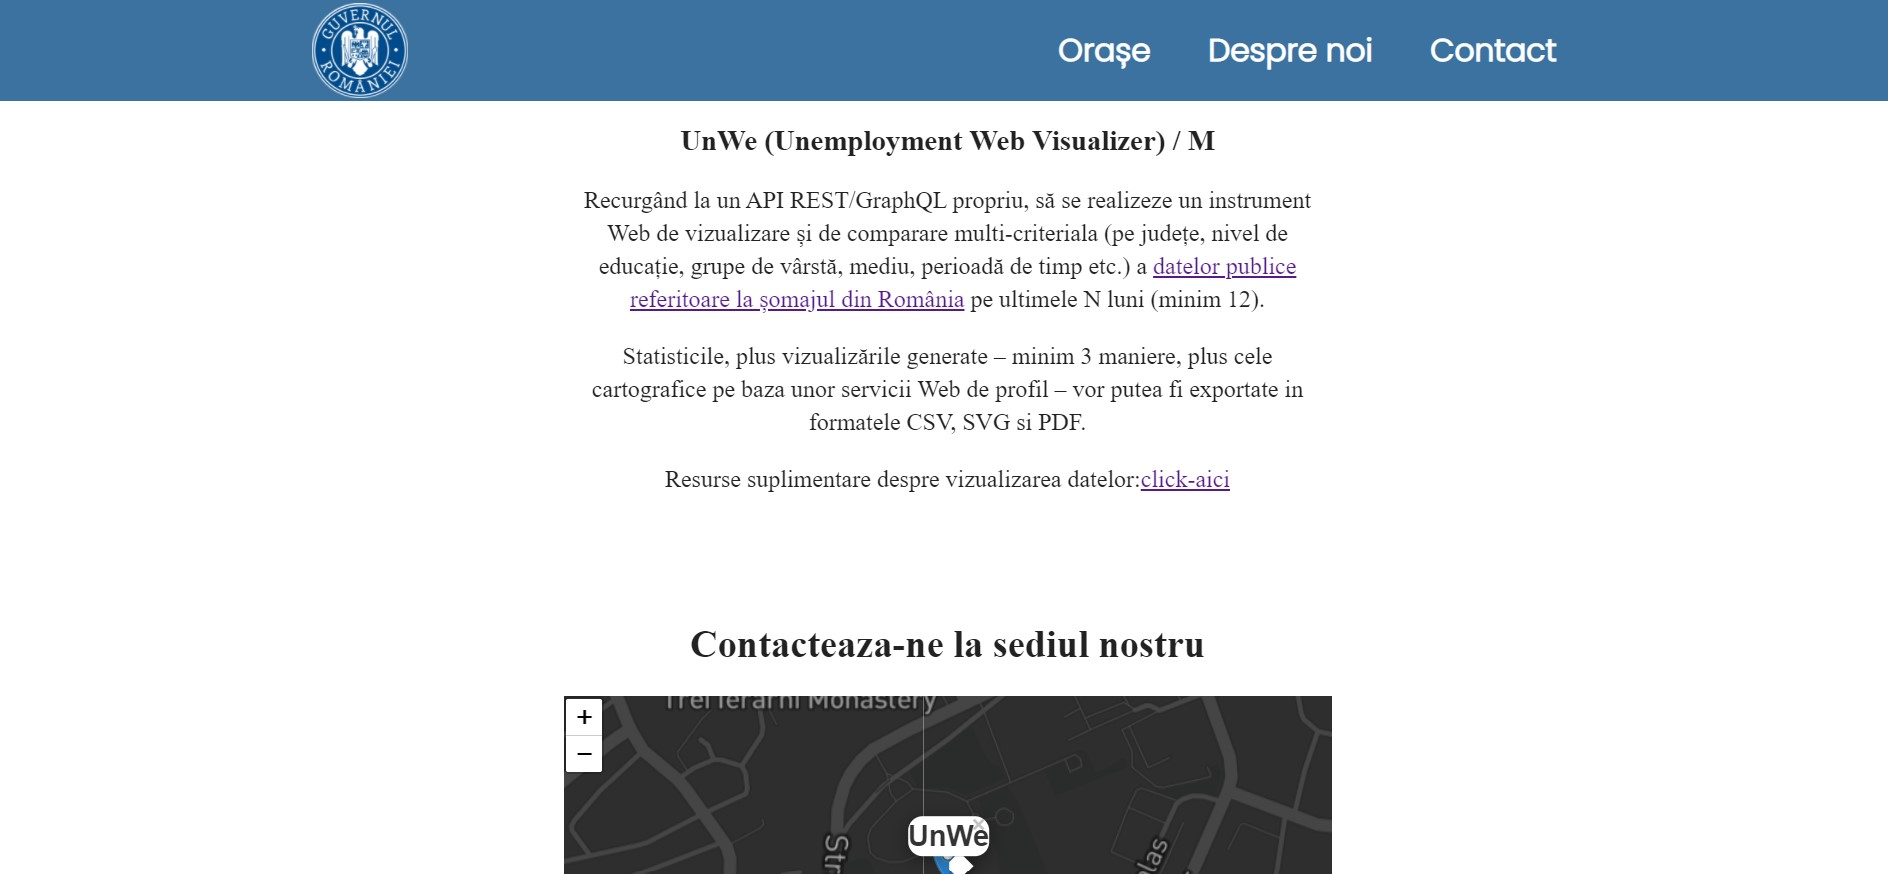 GUVERNUL ROMÂNIEI
Orașe Despre noi Contact
UnWe (Unemployment Web Visualizer) / M
Recurgând la un API REST/GraphQL propriu, să se realizeze un instrument
Web de vizualizare și de comparare multi-criteriala (pe județe, nivel de
educație, grupe de vârstă, mediu, perioadă de timp etc.) a datelor publice
referitoare la șomajul din România pe ultimele N luni (minim 12).
Statisticile, plus vizualizările generate – minim 3 maniere, plus cele
cartografice pe baza unor servicii Web de profil – vor putea fi exportate in
formatele CSV, SVG si PDF.
Resurse suplimentare despre vizualizarea datelor:click-aici
Contacteaza-ne la sediul nostru
Trei Ierarhi Monastery
+
−
UnWe
×
Str
las